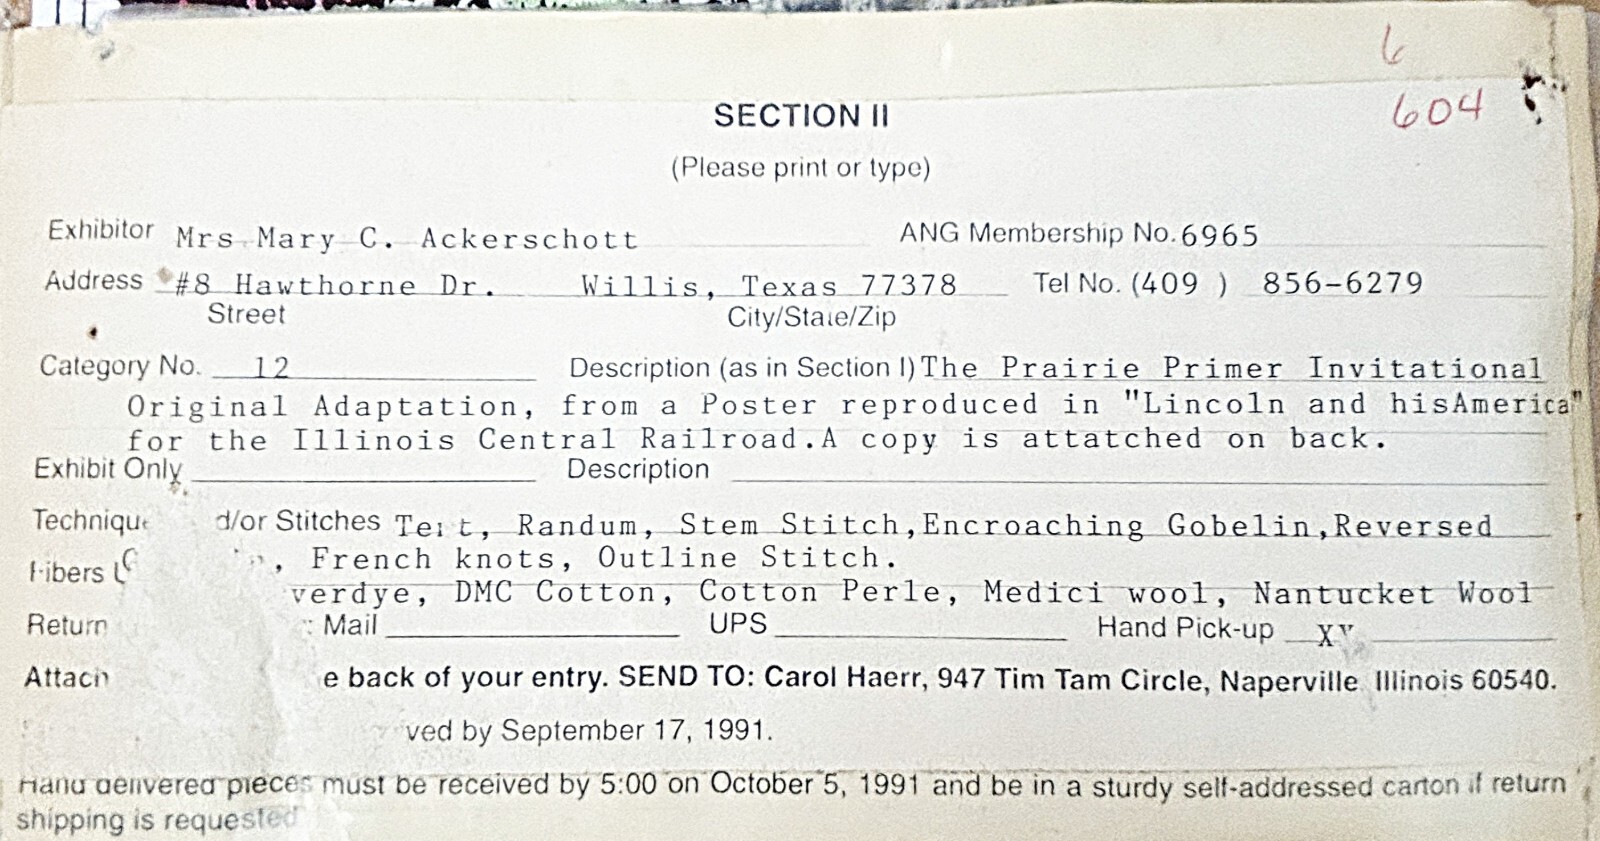 6
604
SECTION II
(Please print or type)
Exhibitor Mrs Mary C. Ackerschott ANG Membership No. 6965
Address #8 Hawthorne Dr. Willis, Texas 77378 Tel No. (409 ) 856-6279
Street City/State/Zip
Category No. 12 Description (as in Section I) The Prairie Primer Invitational
Original Adaptation, from a Poster reproduced in "Lincoln and hisAmerica"
for the Illinois Central Railroad.A copy is attatched on back.
Exhibit Only Description
d/or Stitches Tent, Randum, Stem Stitch,Encroaching Gobelin,Reversed
, French knots, Outline Stitch.
Fibers
verdye, DMC Cotton, Cotton Perle, Medici wool, Nantucket Wool
Return : Mail UPS Hand Pick-up XX
Attach e back of your entry. SEND TO: Carol Haerr, 947 Tim Tam Circle, Naperville Illinois 60540.
ved by September 17, 1991.
Hand delivered pieces must be received by 5:00 on October 5, 1991 and be in a sturdy self-addressed carton if return
shipping is requested